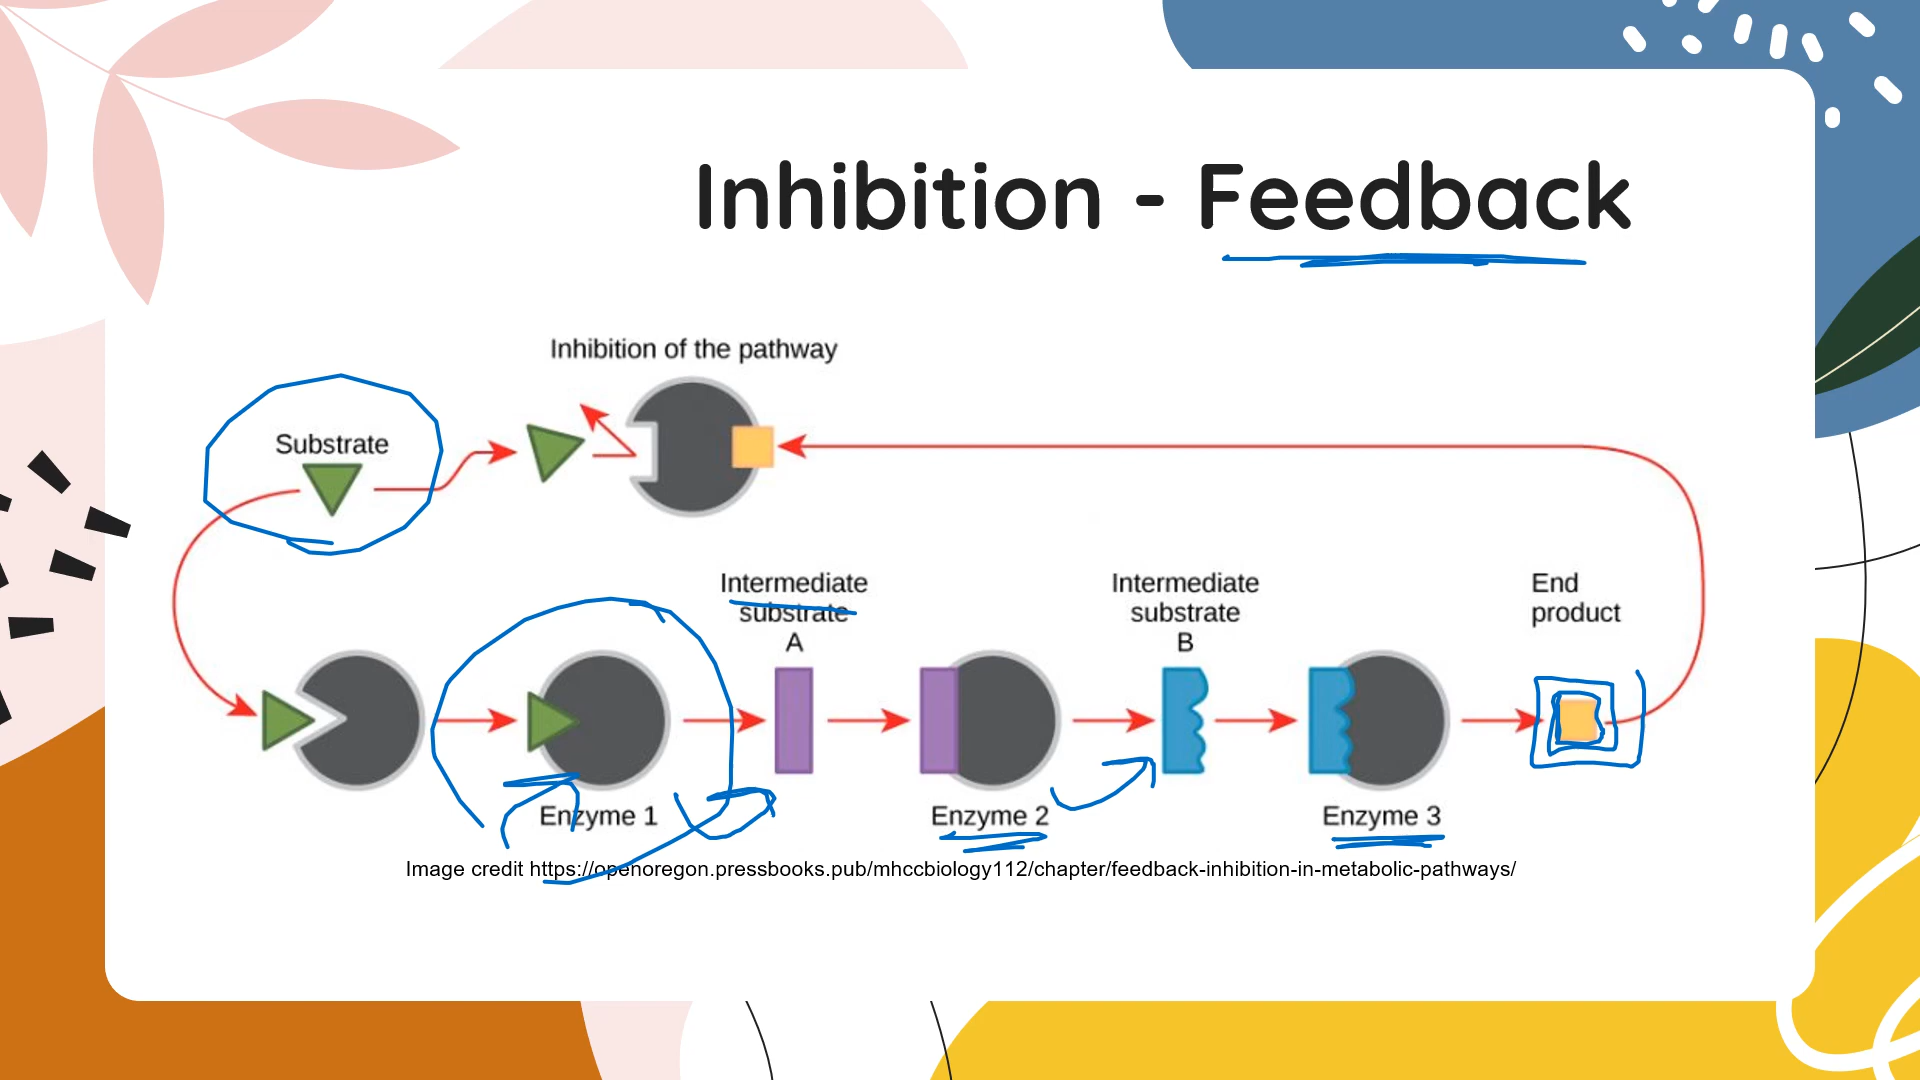 Inhibition - Feedback
Inhibition of the pathway
Substrate
Intermediate
substrate
A
Intermediate
substrate
B
End
product
Enzyme 1
Enzyme 2
Enzyme 3
Image credit https://openoregon.pressbooks.pub/mhccbiology112/chapter/feedback-inhibition-in-metabolic-pathways/